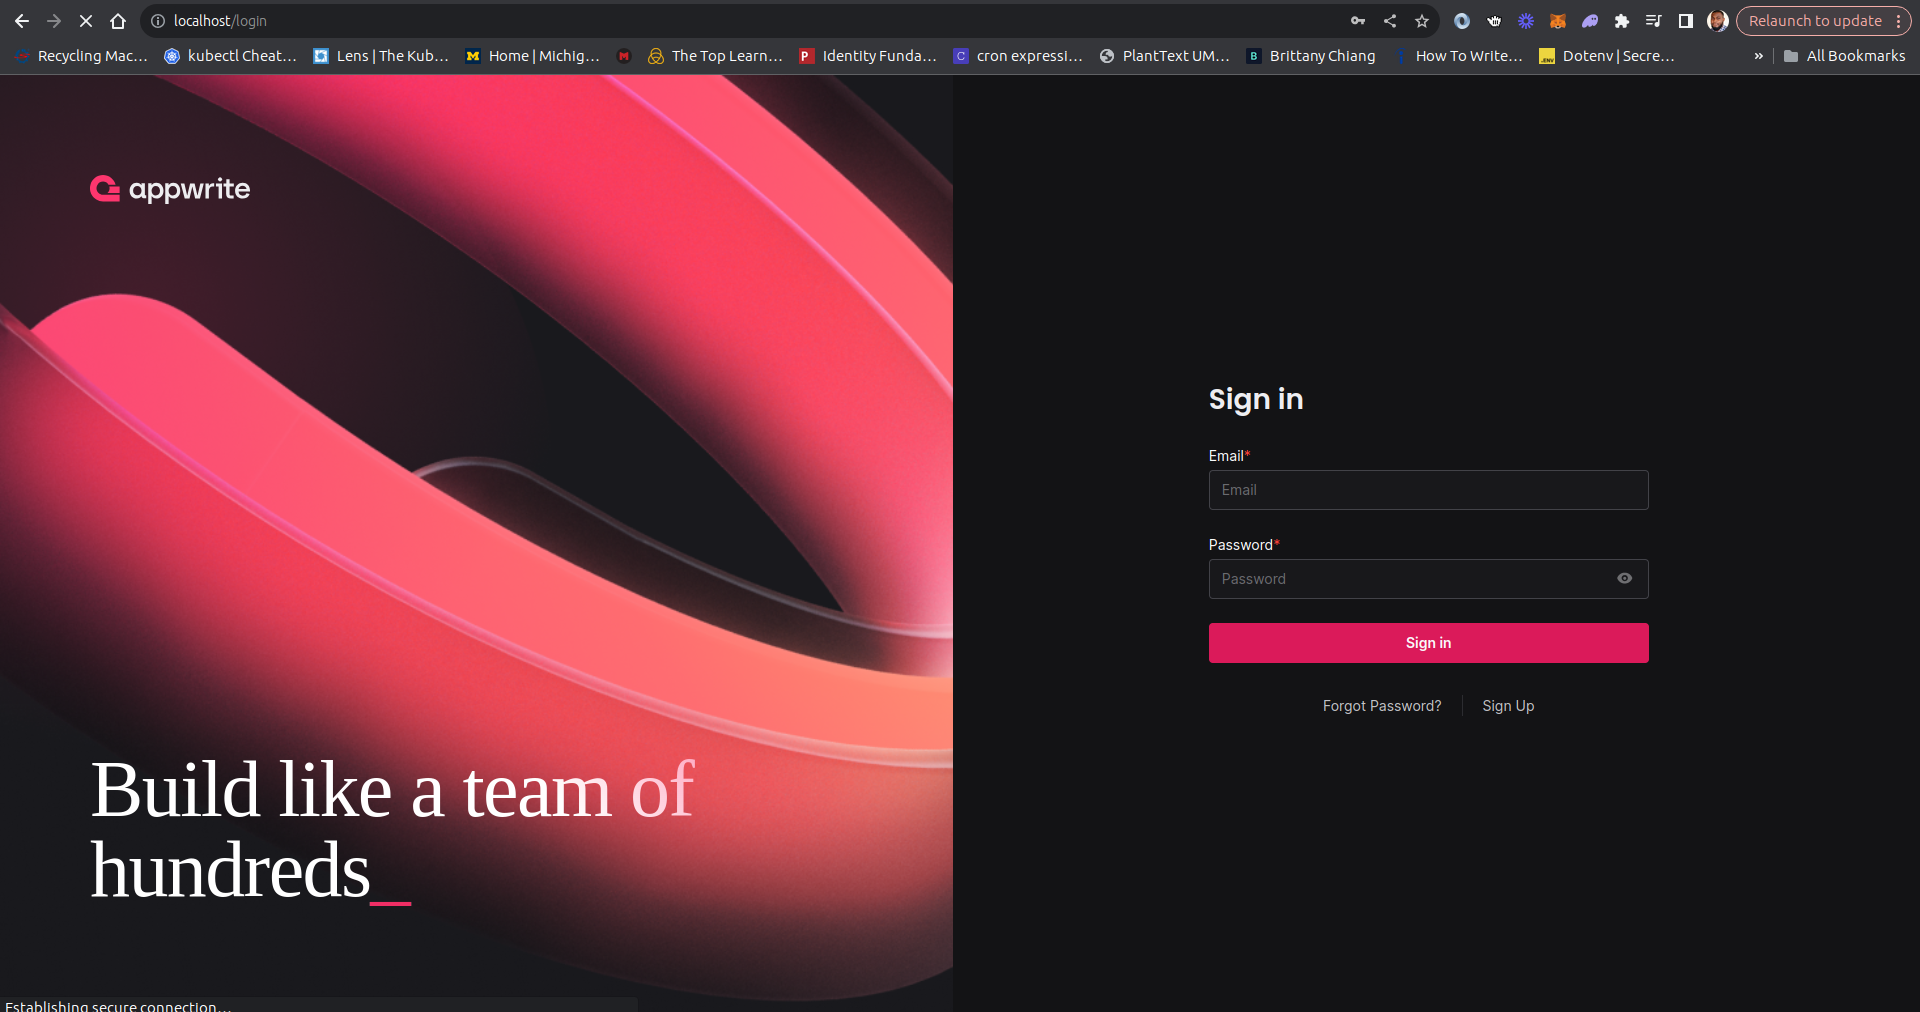 localhost/login
Relaunch to update
Recycling Mac...
kubectl Cheat...
Lens | The Kub...
Home | Michig...
The Top Learn...
Identity Funda...
cron expressi...
PlantText UM...
Brittany Chiang
How To Write...
Dotenv | Secre...
»
All Bookmarks
appwrite
Build like a team of
hundreds_
Sign in
Email*
Email
Password*
Password
Sign in
Forgot Password?
Sign Up
Establishing secure connection...